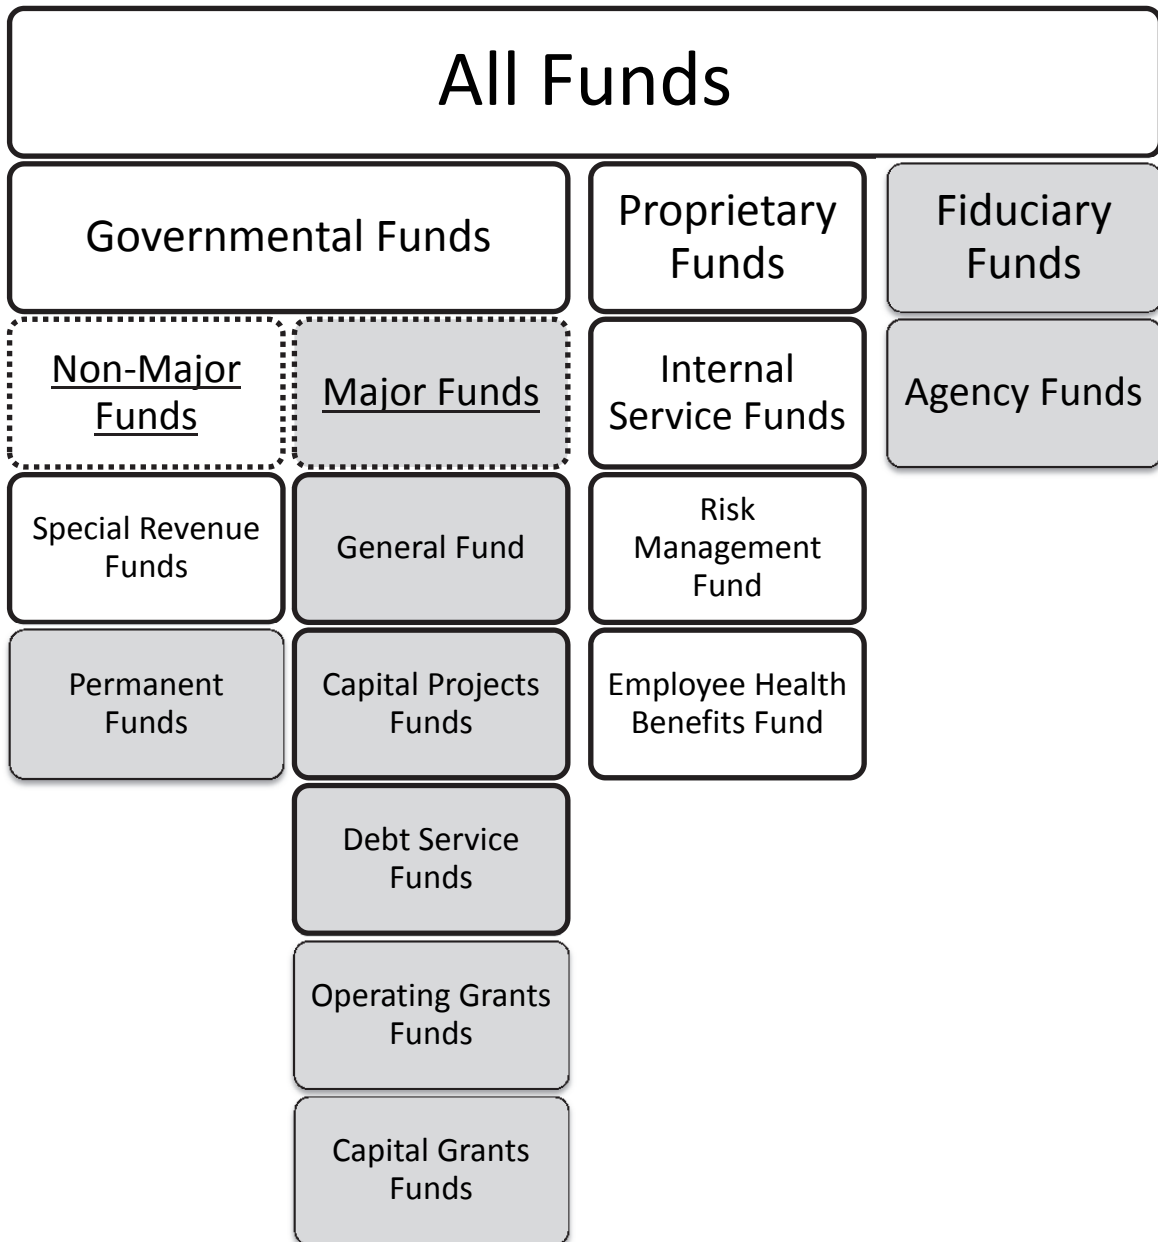 All Funds
Governmental Funds
Proprietary
Funds
Fiduciary
Funds
Non-Major
Funds
Major Funds
Internal
Service Funds
Agency Funds
Special Revenue
Funds
General Fund
Risk
Management
Fund
Permanent
Funds
Capital Projects
Funds
Employee Health
Benefits Fund
Debt Service
Funds
Operating Grants
Funds
Capital Grants
Funds